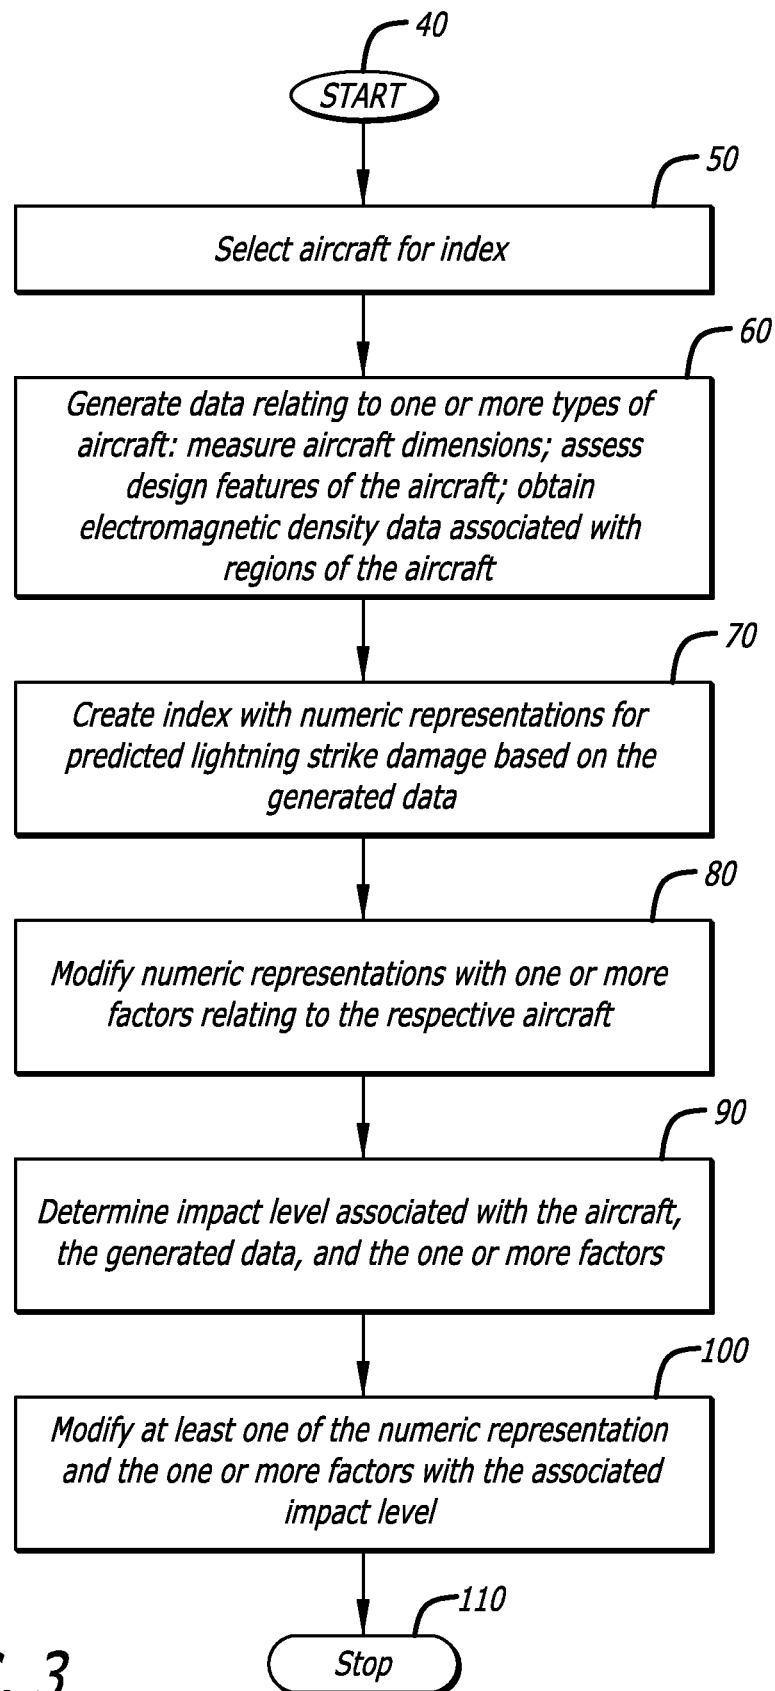 40
START
50
Select aircraft for index
60
Generate data relating to one or more types of
aircraft: measure aircraft dimensions; assess
design features of the aircraft; obtain
electromagnetic density data associated with
regions of the aircraft
70
Create index with numeric representations for
predicted lightning strike damage based on the
generated data
80
Modify numeric representations with one or more
factors relating to the respective aircraft
90
Determine impact level associated with the aircraft,
the generated data, and the one or more factors
100
Modify at least one of the numeric representation
and the one or more factors with the associated
impact level
110
Stop
3